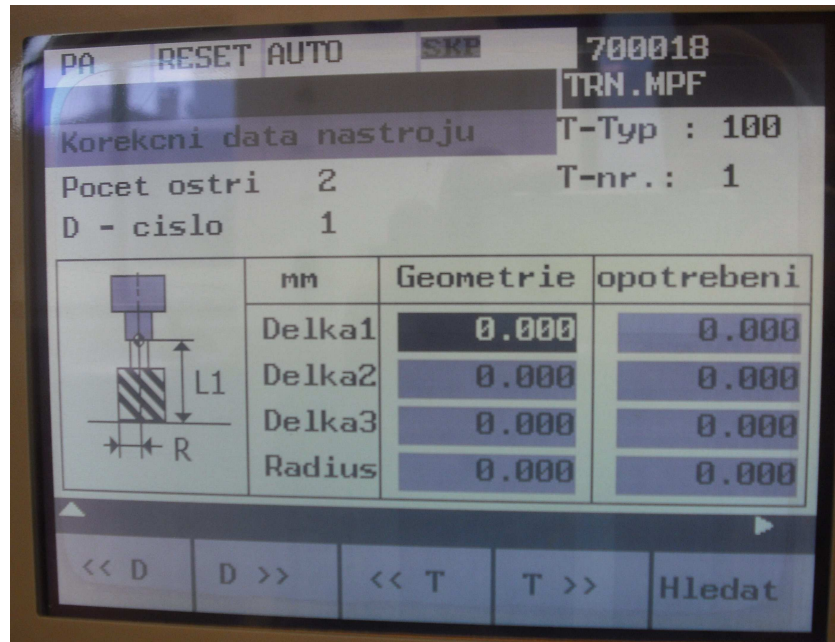 PA RESET AUTO SKP 700018
TRN.MPF
Korekcni data nastroju T-Typ : 100
Pocet ostri 2 T-nr.: 1
D - cislo 1
mm Geometrie opotrebeni
Delka1 0.000 0.000
Delka2 0.000 0.000
Delka3 0.000 0.000
Radius 0.000 0.000
L1
R
<< D D >> << T T >> Hledat